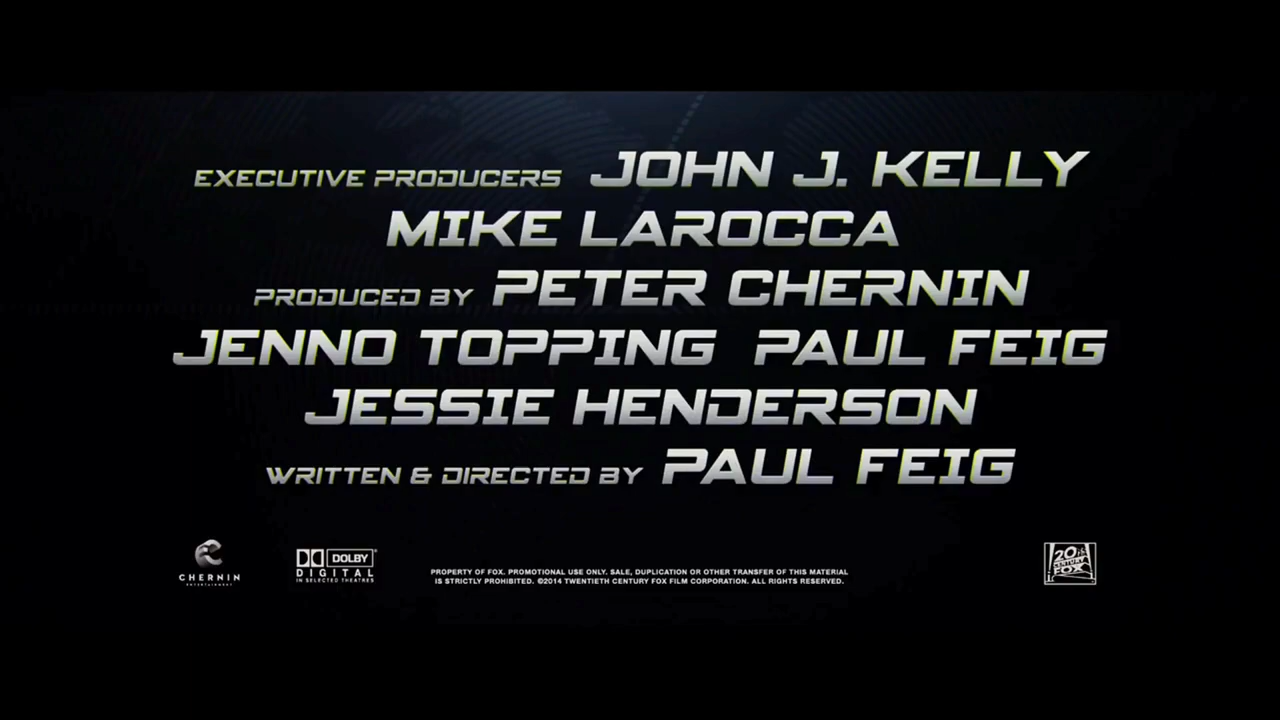 EXECUTIVE PRODUCERS JOHN J. KELLY
MIKE LAROCCA
PRODUCED BY PETER CHERNIN
JENNO TOPPING PAUL FEIG
JESSIE HENDERSON
WRITTEN & DIRECTED BY PAUL FEIG
CHERNIN
ENTERTAINMENT
DOLBY
DIGITAL
IN SELECTED THEATRES
PROPERTY OF FOX. PROMOTIONAL USE ONLY. SALE, DUPLICATION OR OTHER TRANSFER OF THIS MATERIAL
IS STRICTLY PROHIBITED. ©2014 TWENTIETH CENTURY FOX FILM CORPORATION. ALL RIGHTS RESERVED.
20th
CENTURY
FOX